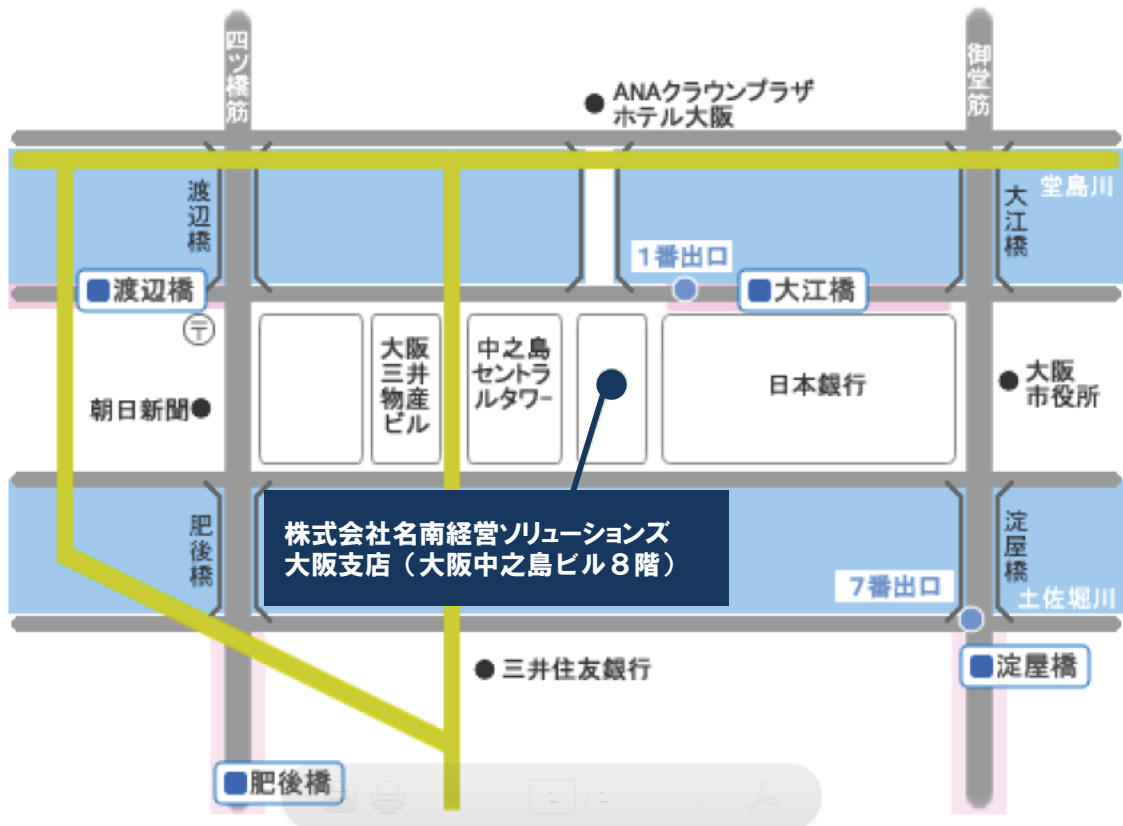 四ツ橋筋
御堂筋
ANAクラウンプラザ
ホテル大阪
渡辺橋
大江橋
堂島川
1番出口
渡辺橋
大江橋
〒
大阪
三井
物産
ビル
中之島
セントラ
ルタワー
日本銀行
大阪
市役所
朝日新聞
肥後橋
株式会社名南経営ソリューションズ
大阪支店（大阪中之島ビル８階）
淀屋橋
7番出口
土佐堀川
三井住友銀行
淀屋橋
肥後橋
1 / 1